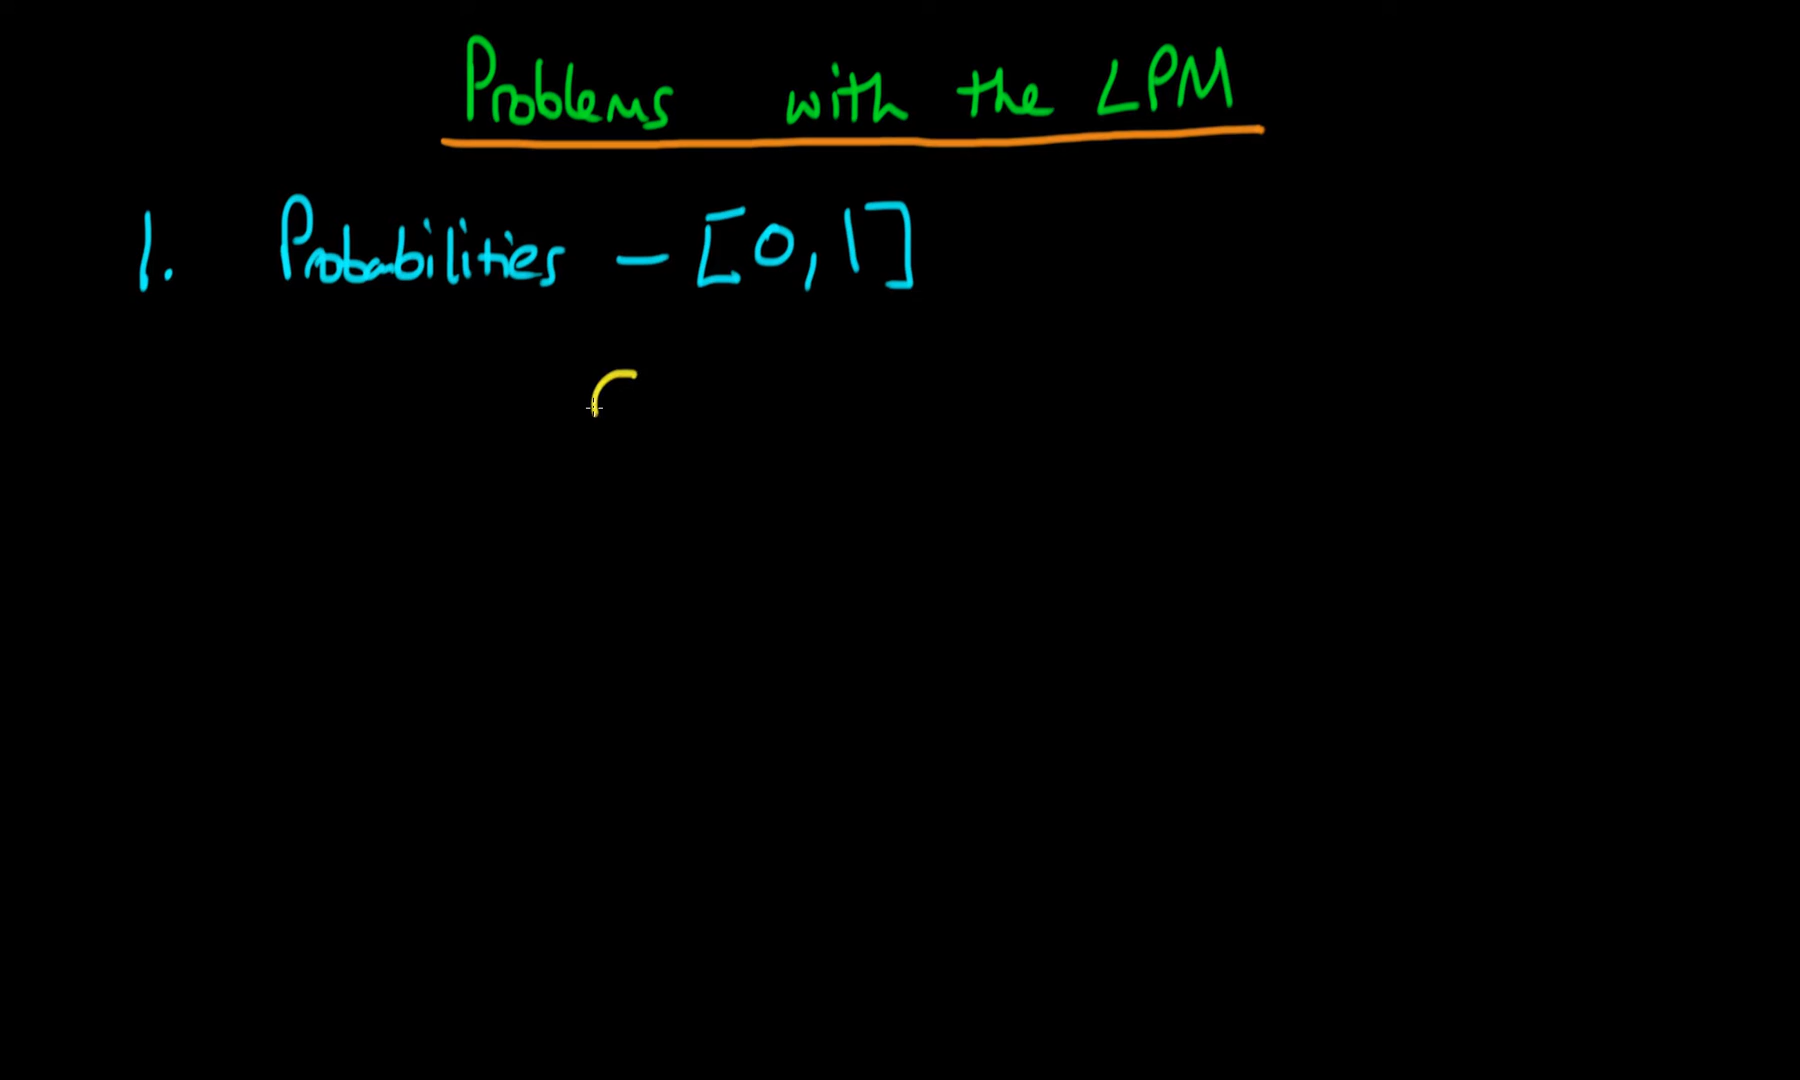 Problems with the LPM
1. Probabilities - [0,1]